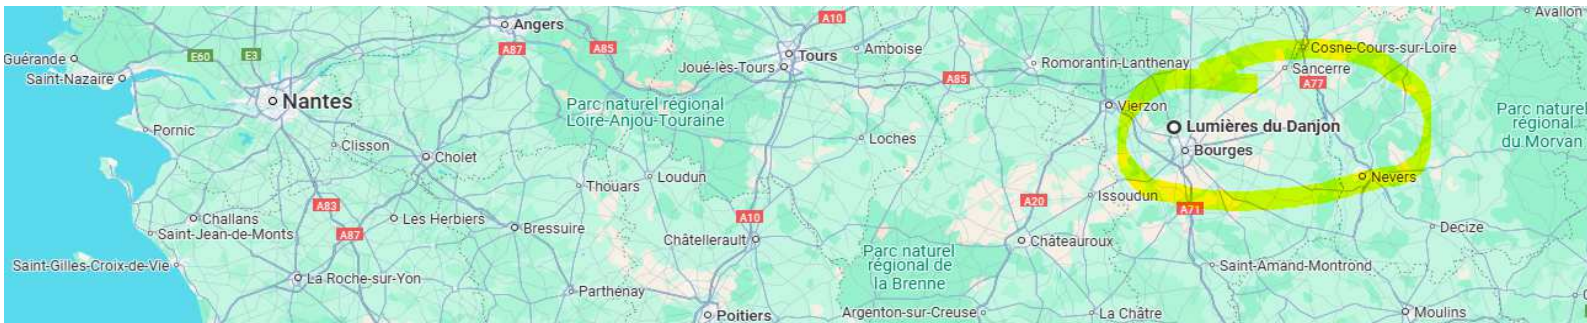 Avallon
A10
Angers
Cosne-Cours-sur-Loire
A87
A85
E60
E3
Tours
Amboise
Guérande
Joué-lès-Tours
Romorantin-Lanthenay
Sancerre
Saint-Nazaire
A85
A77
Nantes
Parc naturel régional
Loire-Anjou-Touraine
Vierzon
Parc naturel
régional
du Morvan
Pornic
Lumières du Danjon
Clisson
Loches
Bourges
Cholet
Loudun
Nevers
Thouars
Issoudun
A83
A20
A71
Challans
Les Herbiers
A10
Saint-Jean-de-Monts
A87
Bressuire
Châtellerault
Châteauroux
Decize
Parc naturel
régional de
la Brenne
Saint-Gilles-Croix-de-Vie
La Roche-sur-Yon
Saint-Amand-Montrond
Parthenay
Poitiers
Argenton-sur-Creuse
La Châtre
Moulins